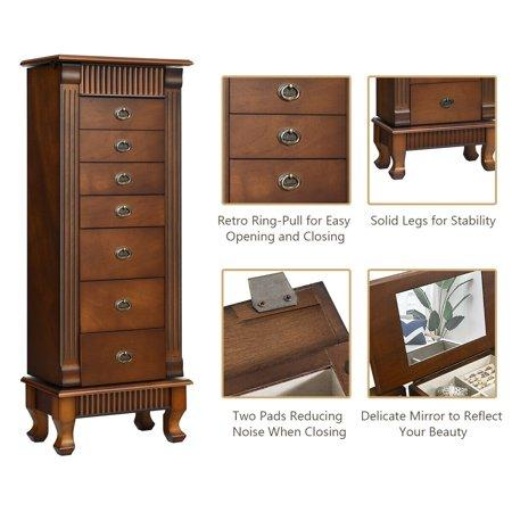 Retro Ring-Pull for Easy
Opening and Closing
Solid Legs for Stability
Two Pads Reducing
Noise When Closing
Delicate Mirror to Reflect
Your Beauty